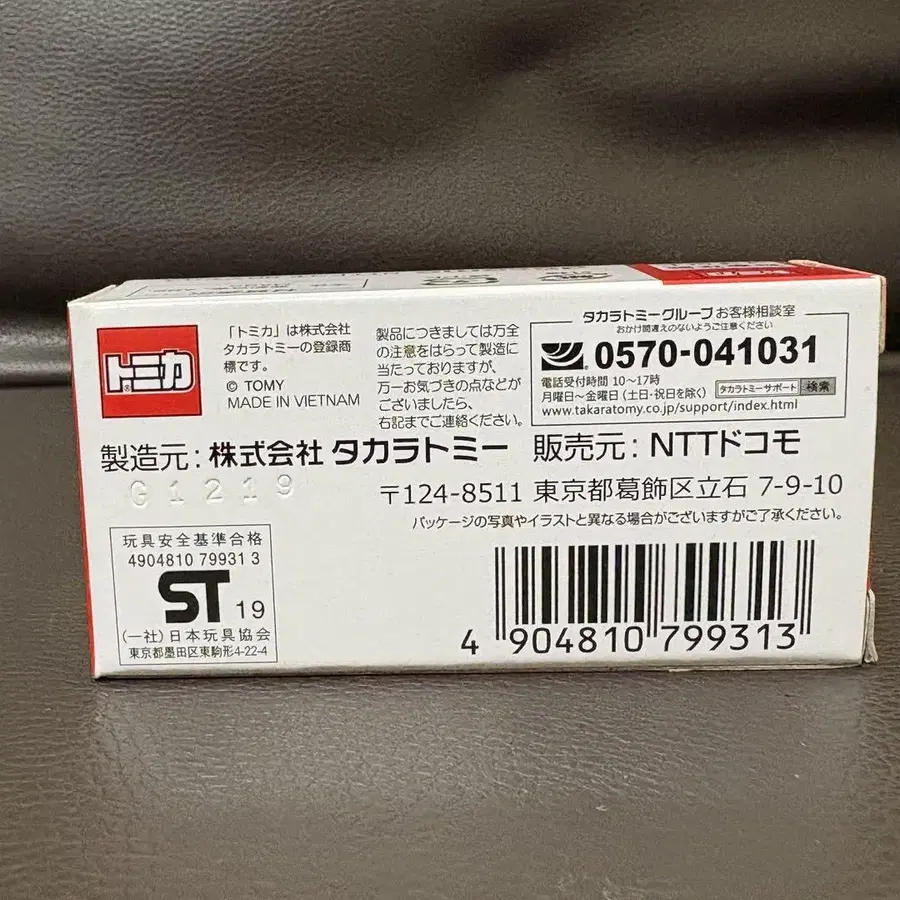 トミカ
「トミカ」は株式会社
タカラトミーの登録商
標です。
© TOMY
MADE IN VIETNAM
製品につきましては万全
の注意をはらって製造に
当たっておりますが、
万一お気づきの点などが
ございましたら、
右記までご連絡ください。
タカラトミーグループ お客様相談室
おかけ間違えのないようご注意ください
0570-041031
電話受付時間 10〜17時
月曜日〜金曜日 (土日・祝日を除く)
タカラトミーサポート 検索
www.takaratomy.co.jp/support/index.html
製造元: 株式会社 タカラトミー 販売元: NTTドコモ
G1219
〒124-8511 東京都葛飾区立石 7-9-10
パッケージの写真やイラストと異なる場合がございますがご了承ください。
玩具安全基準合格
4904810 79931 3
ST 19
(一社)日本玩具協会
東京都墨田区東駒形4-22-4
4 904810 799313